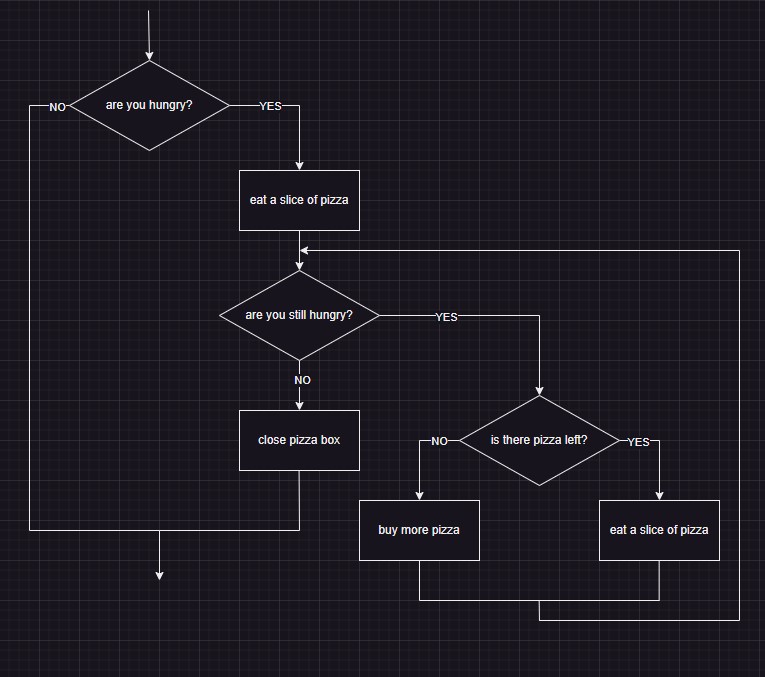 are you hungry?
NO
YES
eat a slice of pizza
are you still hungry?
YES
NO
close pizza box
is there pizza left?
NO
YES
buy more pizza
eat a slice of pizza